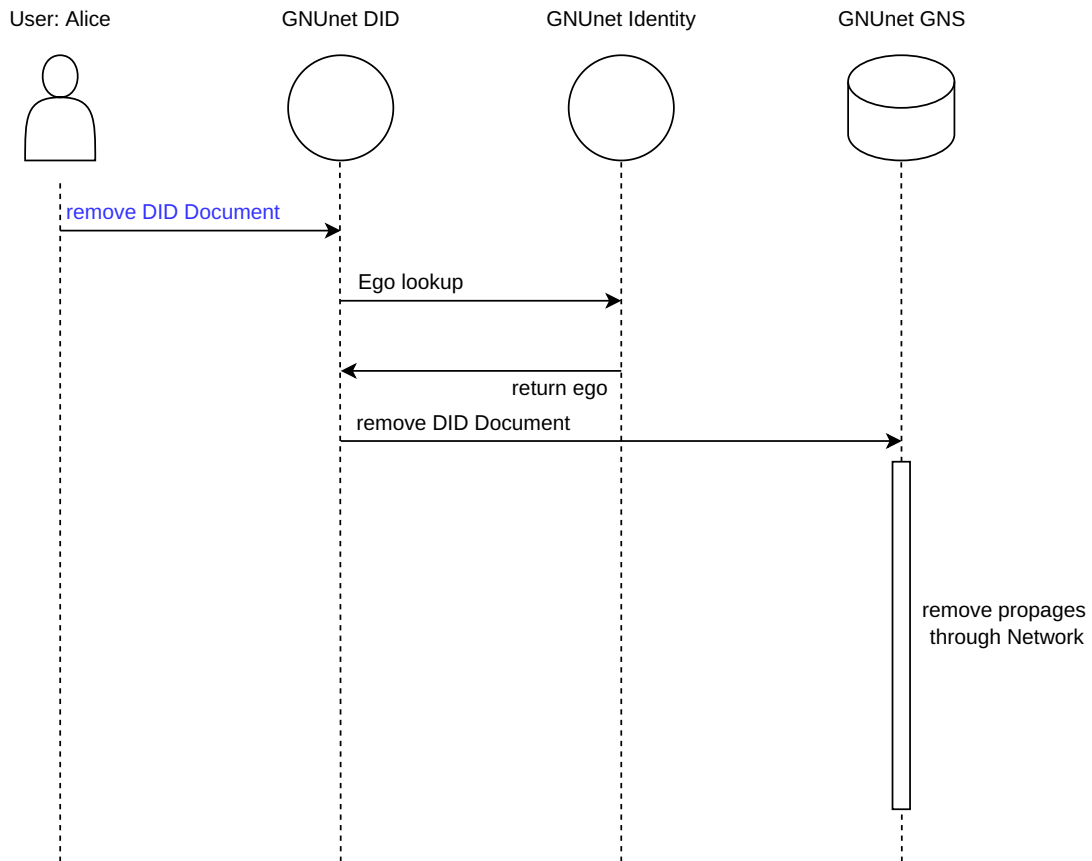 User: Alice
GNUnet DID
GNUnet Identity
GNUnet GNS
remove DID Document
Ego lookup
return ego
remove DID Document
remove propages
through Network